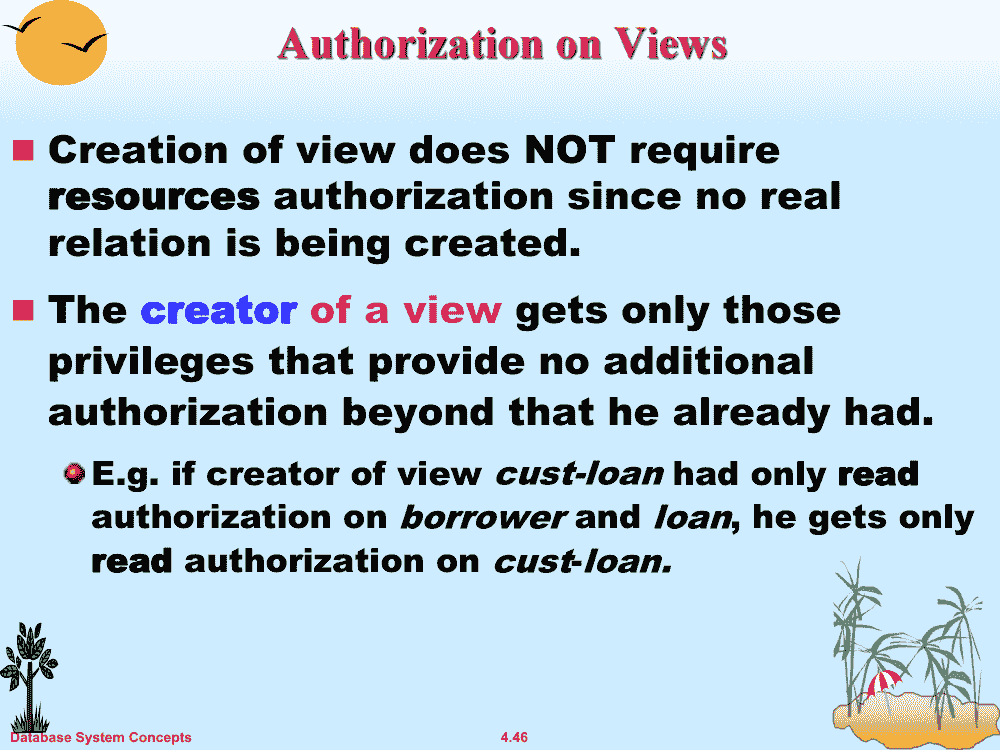 Authorization on Views
Creation of view does NOT require
resources authorization since no real
relation is being created.
The creator of a view gets only those
privileges that provide no additional
authorization beyond that he already had.
E.g. if creator of view cust-loan had only read
authorization on borrower and loan, he gets only
read authorization on cust-loan.
Database System Concepts
4.46